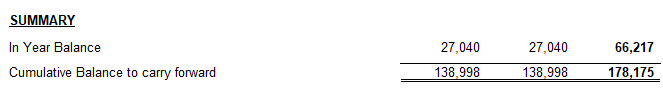 SUMMARY
In Year Balance 27,040 27,040 66,217
Cumulative Balance to carry forward 138,998 138,998 178,175